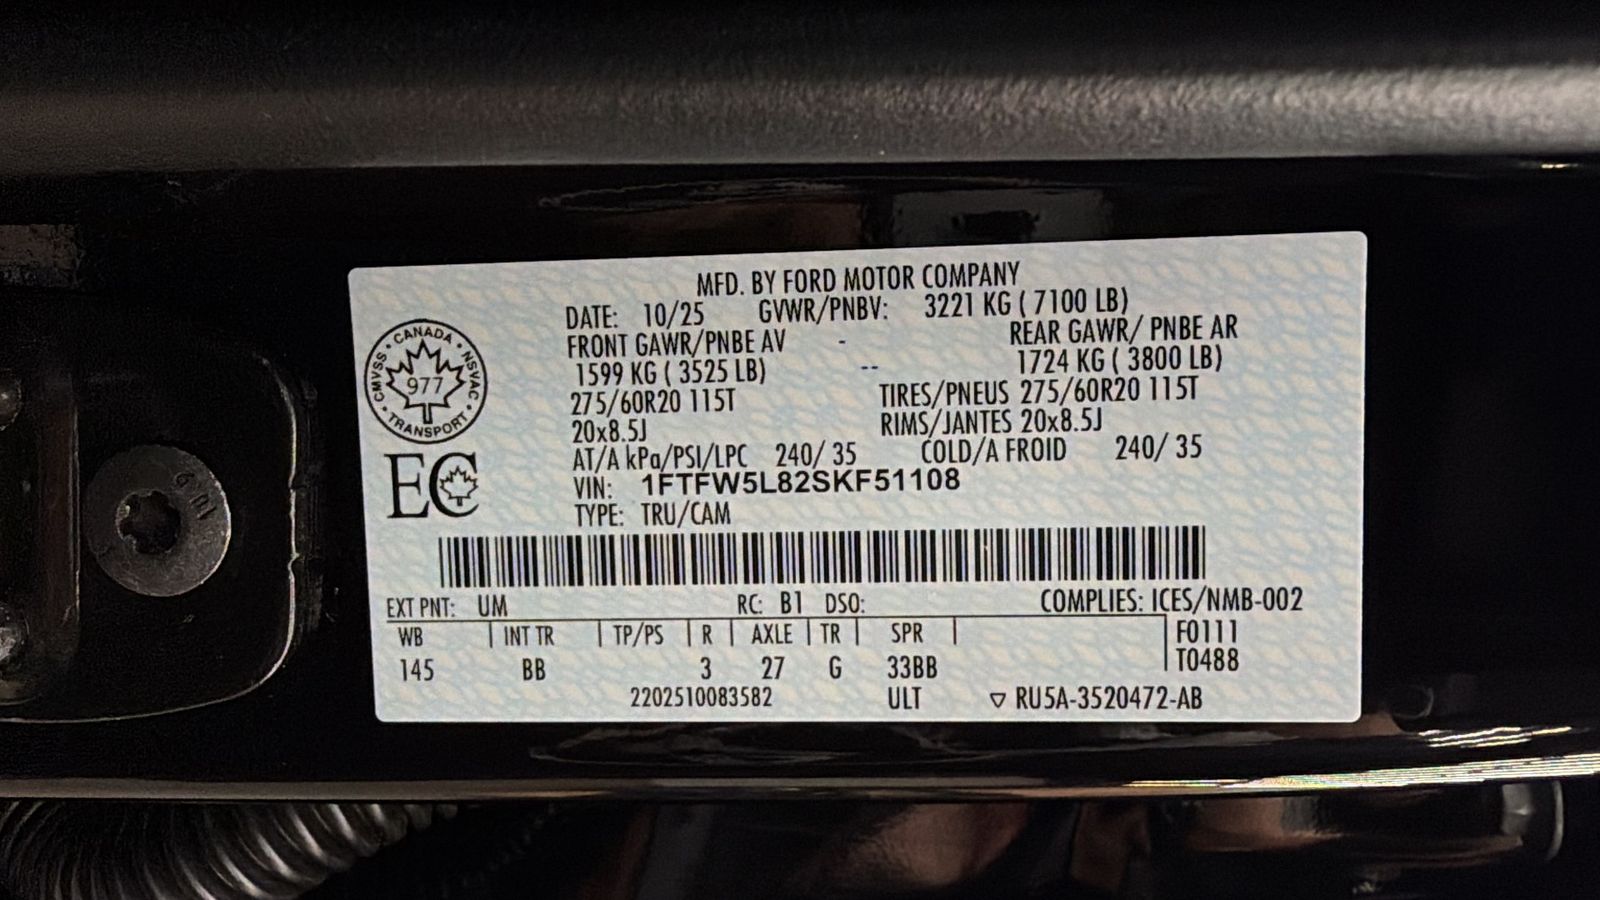 MFD. BY FORD MOTOR COMPANY
DATE: 10/25 GVWR/PNBV: 3221 KG ( 7100 LB)
FRONT GAWR/PNBE AV - REAR GAWR/ PNBE AR
1599 KG ( 3525 LB) -- 1724 KG ( 3800 LB)
275/60R20 115T TIRES/PNEUS 275/60R20 115T
20x8.5J RIMS/JANTES 20x8.5J
AT/A kPa/PSI/LPC 240/ 35 COLD/A FROID 240/ 35
VIN: 1FTFW5L82SKF51108
TYPE: TRU/CAM
CANADA
CMVSS
NSVAC
977
TRANSPORT
EC
EXT PNT: UM RC: B1 DSO: COMPLIES: ICES/NMB-002
WB | INT TR | TP/PS | R | AXLE | TR | SPR | F0111
145 BB 3 27 G 33BB T0488
2202510083582 ULT ▽ RU5A-3520472-AB